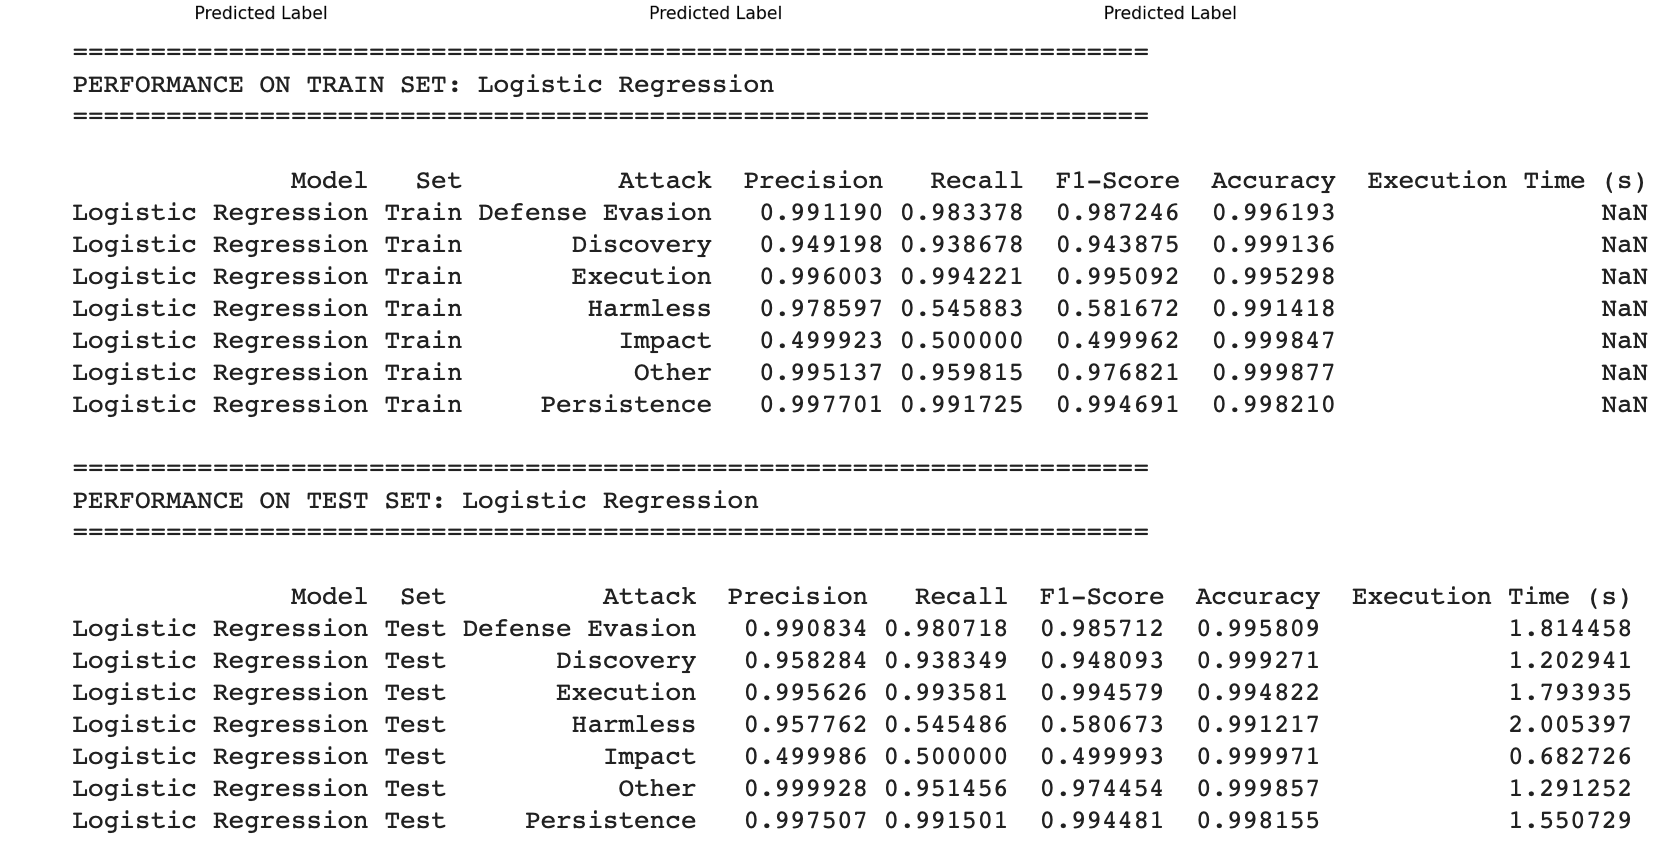 Predicted Label Predicted Label Predicted Label
=====================================================================
PERFORMANCE ON TRAIN SET: Logistic Regression
=====================================================================
Model Set Attack Precision Recall F1-Score Accuracy Execution Time (s)
Logistic Regression Train Defense Evasion 0.991190 0.983378 0.987246 0.996193 NaN
Logistic Regression Train Discovery 0.949198 0.938678 0.943875 0.999136 NaN
Logistic Regression Train Execution 0.996003 0.994221 0.995092 0.995298 NaN
Logistic Regression Train Harmless 0.978597 0.545883 0.581672 0.991418 NaN
Logistic Regression Train Impact 0.499923 0.500000 0.499962 0.999847 NaN
Logistic Regression Train Other 0.995137 0.959815 0.976821 0.999877 NaN
Logistic Regression Train Persistence 0.997701 0.991725 0.994691 0.998210 NaN
=====================================================================
PERFORMANCE ON TEST SET: Logistic Regression
=====================================================================
Model Set Attack Precision Recall F1-Score Accuracy Execution Time (s)
Logistic Regression Test Defense Evasion 0.990834 0.980718 0.985712 0.995809 1.814458
Logistic Regression Test Discovery 0.958284 0.938349 0.948093 0.999271 1.202941
Logistic Regression Test Execution 0.995626 0.993581 0.994579 0.994822 1.793935
Logistic Regression Test Harmless 0.957762 0.545486 0.580673 0.991217 2.005397
Logistic Regression Test Impact 0.499986 0.500000 0.499993 0.999971 0.682726
Logistic Regression Test Other 0.999928 0.951456 0.974454 0.999857 1.291252
Logistic Regression Test Persistence 0.997507 0.991501 0.994481 0.998155 1.550729